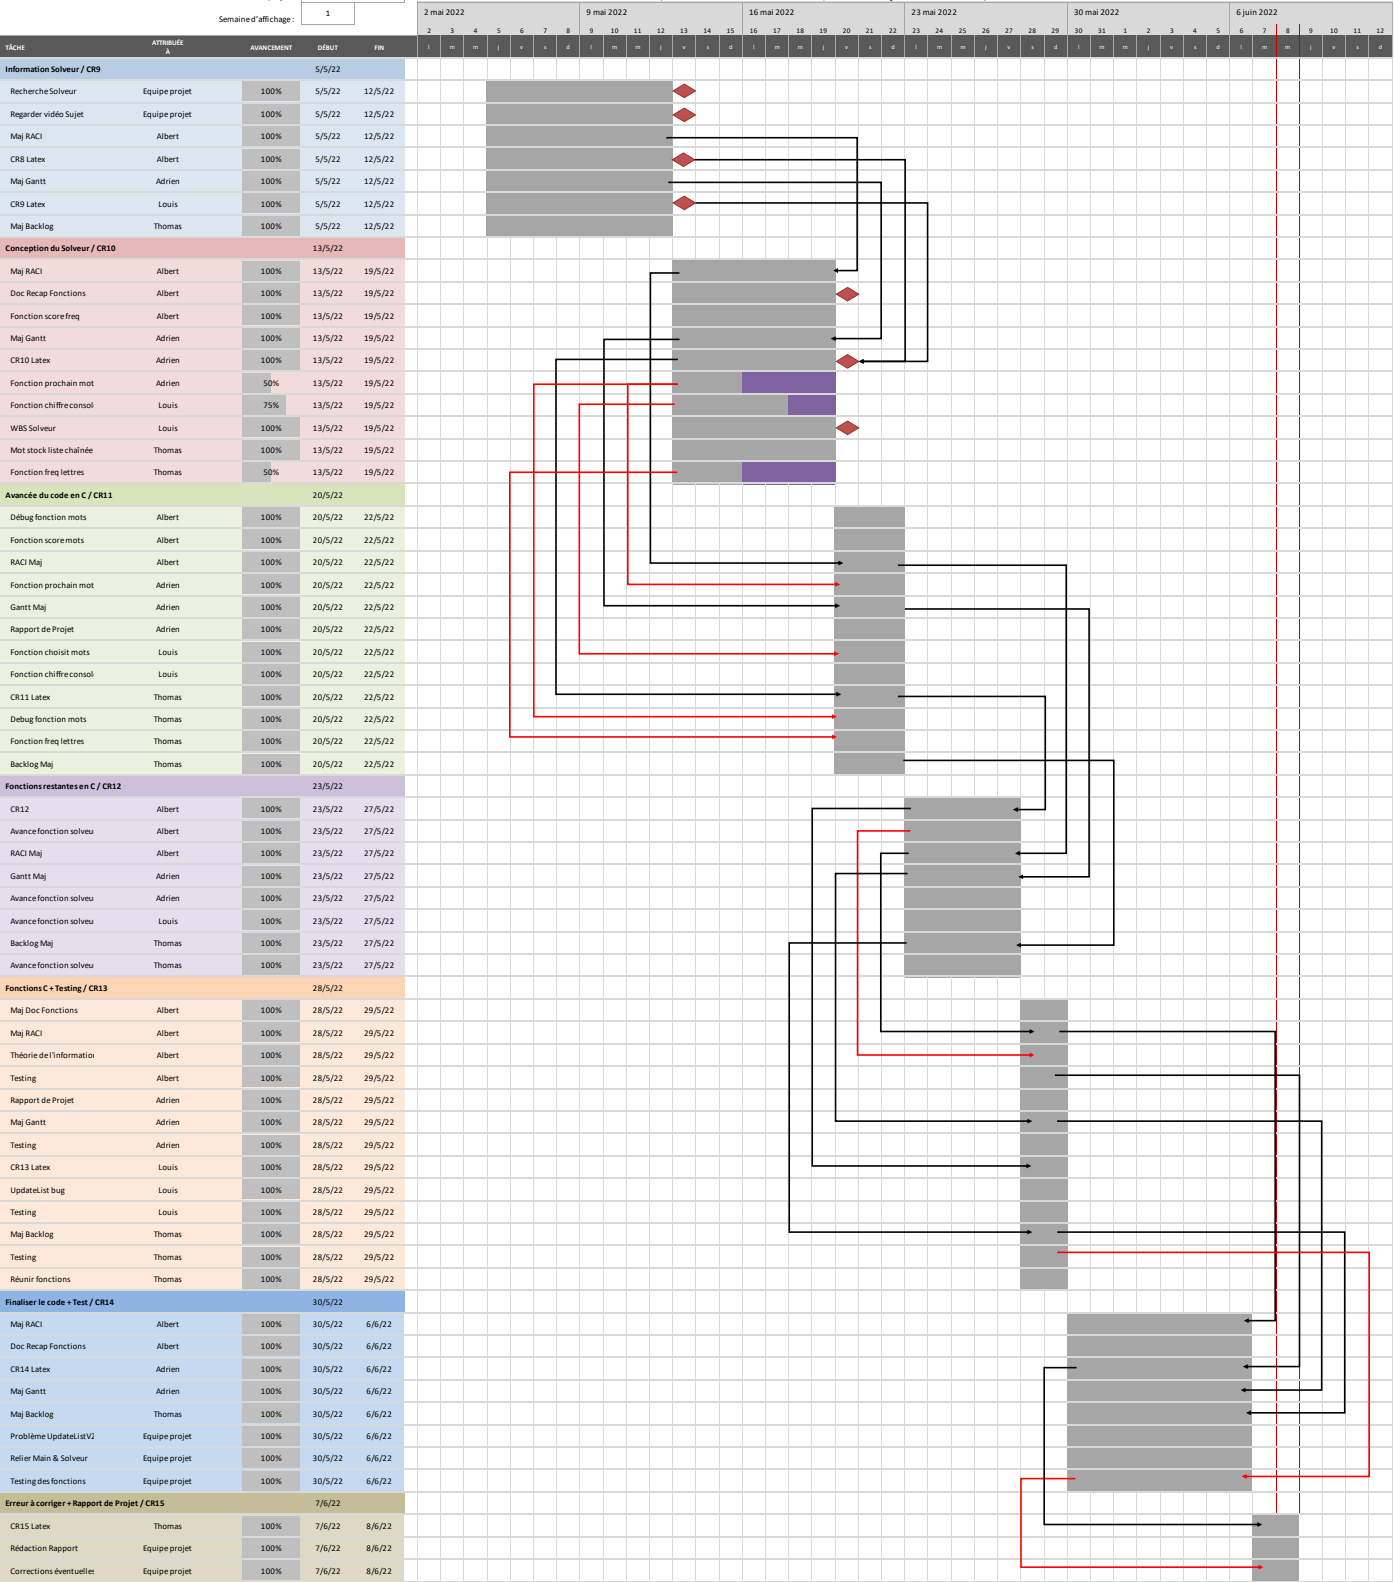 Semaine d'affichage : 1
2 mai 2022 9 mai 2022 16 mai 2022 23 mai 2022 30 mai 2022 6 juin 2022
2 3 4 5 6 7 8 9 10 11 12 13 14 15 16 17 18 19 20 21 22 23 24 25 26 27 28 29 30 31 1 2 3 4 5 6 7 8 9 10 11 12
TÂCHE ATTRIBUÉE À AVANCEMENT DÉBUT FIN l m m j v s d l m m j v s d l m m j v s d l m m j v s d l m m j v s d l m m j v s d
Information Solveur / CR9 5/5/22
Recherche Solveur Equipe projet 100% 5/5/22 12/5/22
Regarder vidéo Sujet Equipe projet 100% 5/5/22 12/5/22
Maj RACI Albert 100% 5/5/22 12/5/22
CR8 Latex Albert 100% 5/5/22 12/5/22
Maj Gantt Adrien 100% 5/5/22 12/5/22
CR9 Latex Louis 100% 5/5/22 12/5/22
Maj Backlog Thomas 100% 5/5/22 12/5/22
Conception du Solveur / CR10 13/5/22
Maj RACI Albert 100% 13/5/22 19/5/22
Doc Recap Fonctions Albert 100% 13/5/22 19/5/22
Fonction score freq Albert 100% 13/5/22 19/5/22
Maj Gantt Adrien 100% 13/5/22 19/5/22
CR10 Latex Adrien 100% 13/5/22 19/5/22
Fonction prochain mot Adrien 50% 13/5/22 19/5/22
Fonction chiffre consol Louis 75% 13/5/22 19/5/22
WBS Solveur Louis 100% 13/5/22 19/5/22
Mot stock liste chaînée Thomas 100% 13/5/22 19/5/22
Fonction freq lettres Thomas 50% 13/5/22 19/5/22
Avancée du code en C / CR11 20/5/22
Débug fonction mots Albert 100% 20/5/22 22/5/22
Fonction score mots Albert 100% 20/5/22 22/5/22
RACI Maj Albert 100% 20/5/22 22/5/22
Fonction prochain mot Adrien 100% 20/5/22 22/5/22
Gantt Maj Adrien 100% 20/5/22 22/5/22
Rapport de Projet Adrien 100% 20/5/22 22/5/22
Fonction choisit mots Louis 100% 20/5/22 22/5/22
Fonction chiffre consol Louis 100% 20/5/22 22/5/22
CR11 Latex Thomas 100% 20/5/22 22/5/22
Debug fonction mots Thomas 100% 20/5/22 22/5/22
Fonction freq lettres Thomas 100% 20/5/22 22/5/22
Backlog Maj Thomas 100% 20/5/22 22/5/22
Fonctions restantes en C / CR12 23/5/22
CR12 Albert 100% 23/5/22 27/5/22
Avance fonction solveu Albert 100% 23/5/22 27/5/22
RACI Maj Albert 100% 23/5/22 27/5/22
Gantt Maj Adrien 100% 23/5/22 27/5/22
Avance fonction solveu Adrien 100% 23/5/22 27/5/22
Avance fonction solveu Louis 100% 23/5/22 27/5/22
Backlog Maj Thomas 100% 23/5/22 27/5/22
Avance fonction solveu Thomas 100% 23/5/22 27/5/22
Fonctions C + Testing / CR13 28/5/22
Maj Doc Fonctions Albert 100% 28/5/22 29/5/22
Maj RACI Albert 100% 28/5/22 29/5/22
Théorie de l'informatio Albert 100% 28/5/22 29/5/22
Testing Albert 100% 28/5/22 29/5/22
Rapport de Projet Adrien 100% 28/5/22 29/5/22
Maj Gantt Adrien 100% 28/5/22 29/5/22
Testing Adrien 100% 28/5/22 29/5/22
CR13 Latex Louis 100% 28/5/22 29/5/22
UpdateList bug Louis 100% 28/5/22 29/5/22
Testing Louis 100% 28/5/22 29/5/22
Maj Backlog Thomas 100% 28/5/22 29/5/22
Testing Thomas 100% 28/5/22 29/5/22
Réunir fonctions Thomas 100% 28/5/22 29/5/22
Finaliser le code + Test / CR14 30/5/22
Maj RACI Albert 100% 30/5/22 6/6/22
Doc Recap Fonctions Albert 100% 30/5/22 6/6/22
CR14 Latex Adrien 100% 30/5/22 6/6/22
Maj Gantt Adrien 100% 30/5/22 6/6/22
Maj Backlog Thomas 100% 30/5/22 6/6/22
Problème UpdateListV2 Equipe projet 100% 30/5/22 6/6/22
Relier Main & Solveur Equipe projet 100% 30/5/22 6/6/22
Testing des fonctions Equipe projet 100% 30/5/22 6/6/22
Erreur à corriger + Rapport de Projet / CR15 7/6/22
CR15 Latex Thomas 100% 7/6/22 8/6/22
Rédaction Rapport Equipe projet 100% 7/6/22 8/6/22
Corrections éventuelles Equipe projet 100% 7/6/22 8/6/22